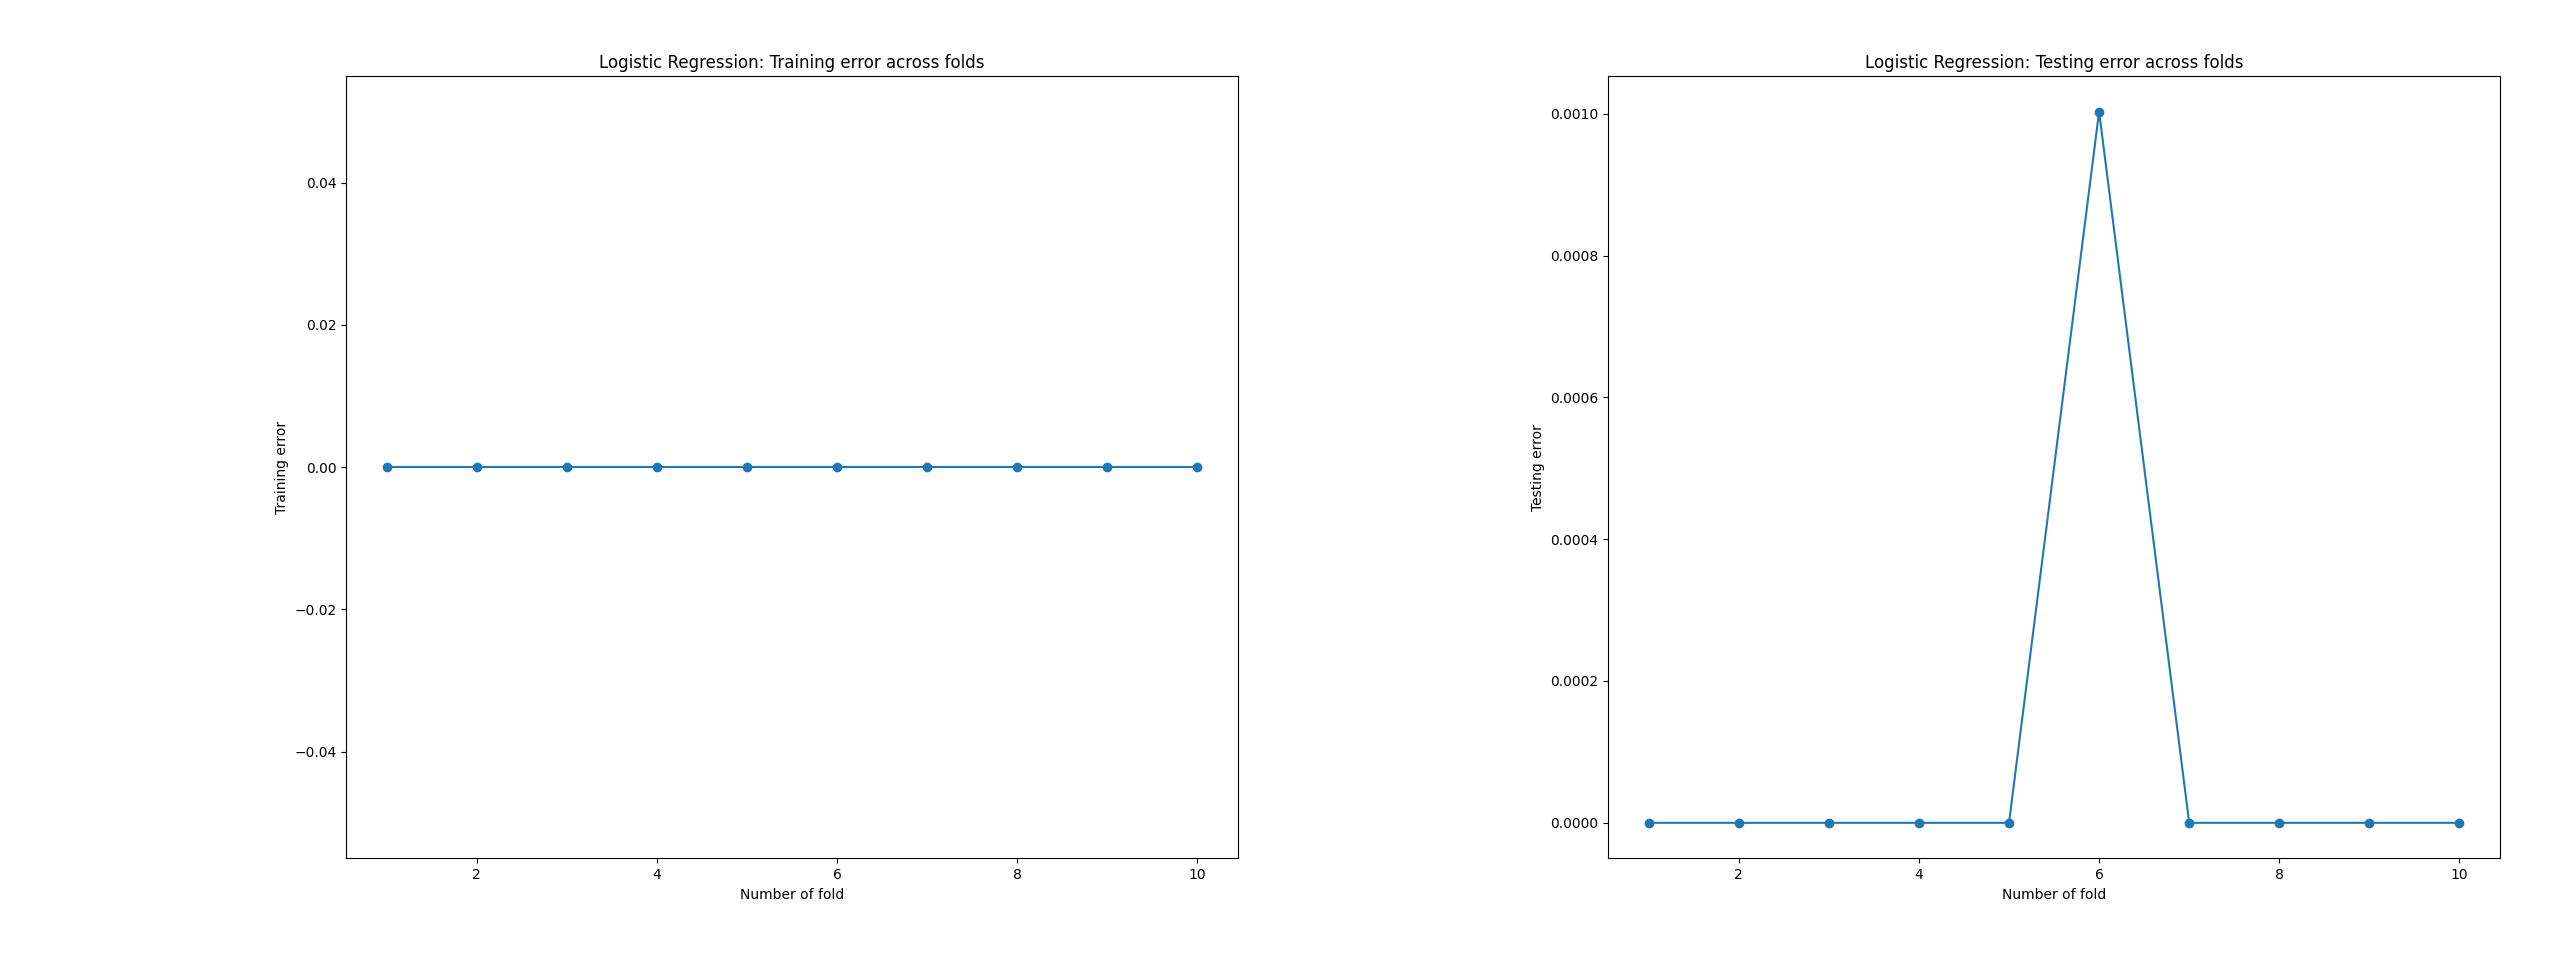 Logistic Regression: Training error across folds
0.04
0.02
0.00
−0.02
−0.04
Training error
2 4 6 8 10
Number of fold
Logistic Regression: Testing error across folds
0.0010
0.0008
0.0006
0.0004
0.0002
0.0000
Testing error
2 4 6 8 10
Number of fold